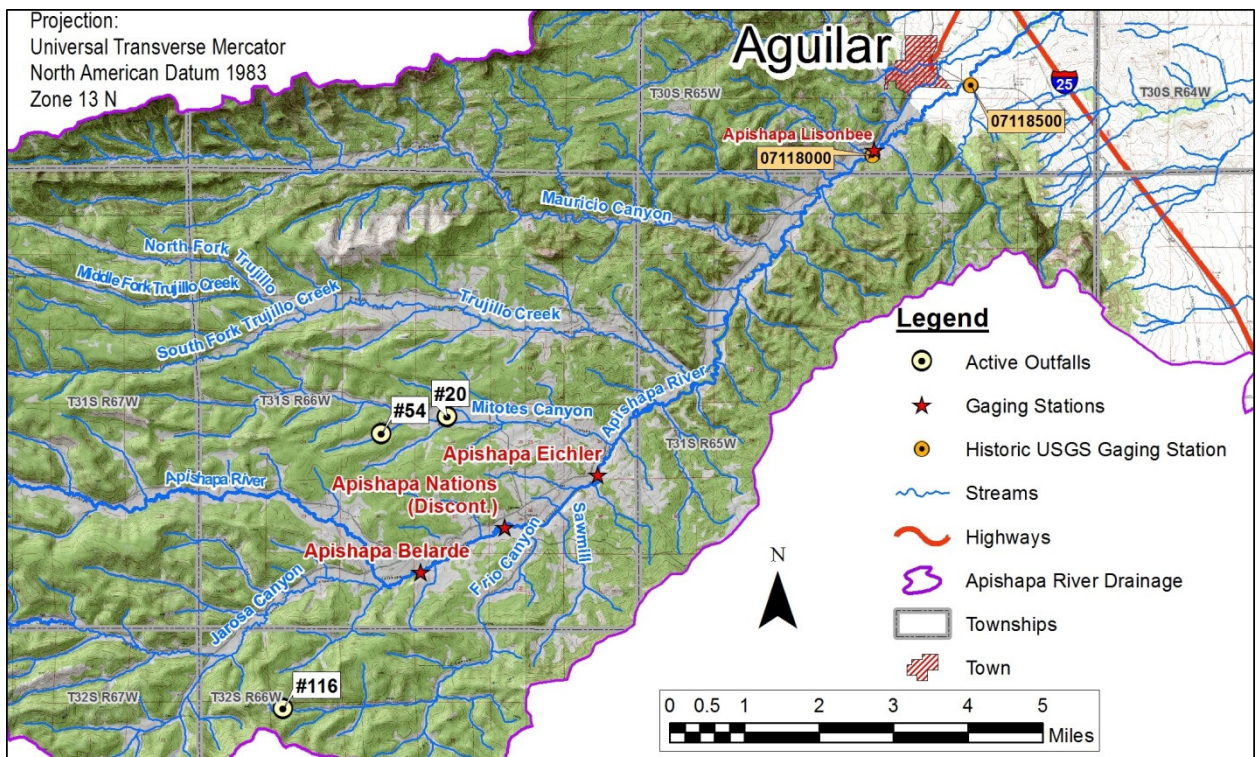 Projection:
Universal Transverse Mercator
North American Datum 1983
Zone 13 N
Aguilar
T30S R65W
25
T30S R64W
07118500
Apishapa Lisonbee
07118000
Mauricio Canyon
North Fork Trujillo
Middle Fork Trujillo Creek
South Fork Trujillo Creek
Trujillo Creek
Apishapa River
T31S R67W
T31S R66W
#20
#54
Mitotes Canyon
T31S R65W
Apishapa Eichler
Apishapa River
Apishapa Nations
(Discont.)
Sawmill
Frio Canyon
Apishapa Belarde
Jarosa Canyon
T32S R67W
T32S R66W
#116
Legend
Active Outfalls
Gaging Stations
Historic USGS Gaging Station
Streams
Highways
Apishapa River Drainage
Townships
Town
N
0 0.5 1 2 3 4 5
Miles